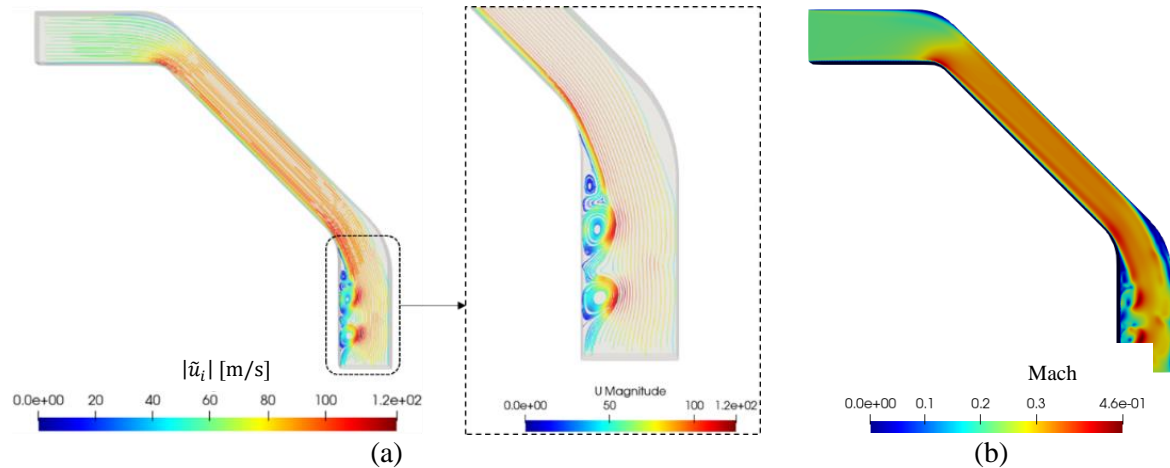 |ũᵢ| [m/s]
0.0e+00 20 40 60 80 100 1.2e+02
U Magnitude
0.0e+00 50 100 1.2e+02
(a)
Mach
0.0e+00 0.1 0.2 0.3 4.6e-01
(b)